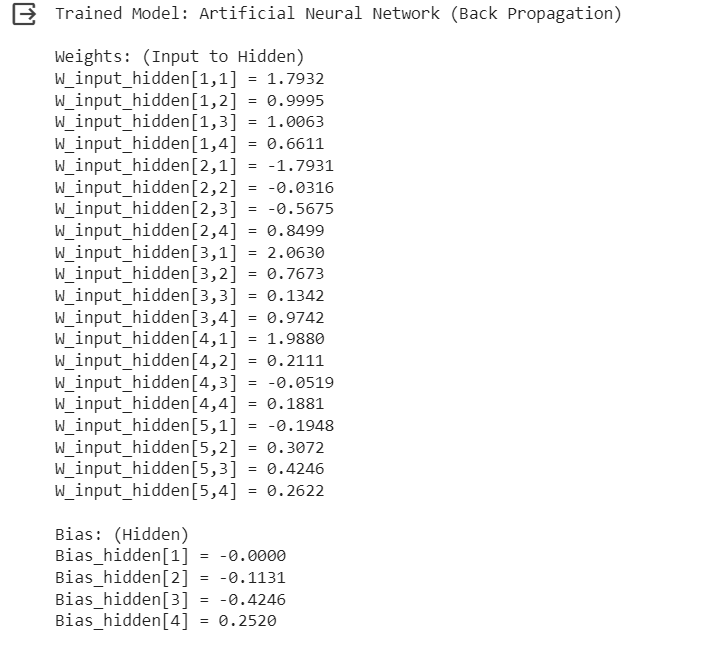 Trained Model: Artificial Neural Network (Back Propagation)
Weights: (Input to Hidden)
W_input_hidden[1,1] = 1.7932
W_input_hidden[1,2] = 0.9995
W_input_hidden[1,3] = 1.0063
W_input_hidden[1,4] = 0.6611
W_input_hidden[2,1] = -1.7931
W_input_hidden[2,2] = -0.0316
W_input_hidden[2,3] = -0.5675
W_input_hidden[2,4] = 0.8499
W_input_hidden[3,1] = 2.0630
W_input_hidden[3,2] = 0.7673
W_input_hidden[3,3] = 0.1342
W_input_hidden[3,4] = 0.9742
W_input_hidden[4,1] = 1.9880
W_input_hidden[4,2] = 0.2111
W_input_hidden[4,3] = -0.0519
W_input_hidden[4,4] = 0.1881
W_input_hidden[5,1] = -0.1948
W_input_hidden[5,2] = 0.3072
W_input_hidden[5,3] = 0.4246
W_input_hidden[5,4] = 0.2622
Bias: (Hidden)
Bias_hidden[1] = -0.0000
Bias_hidden[2] = -0.1131
Bias_hidden[3] = -0.4246
Bias_hidden[4] = 0.2520